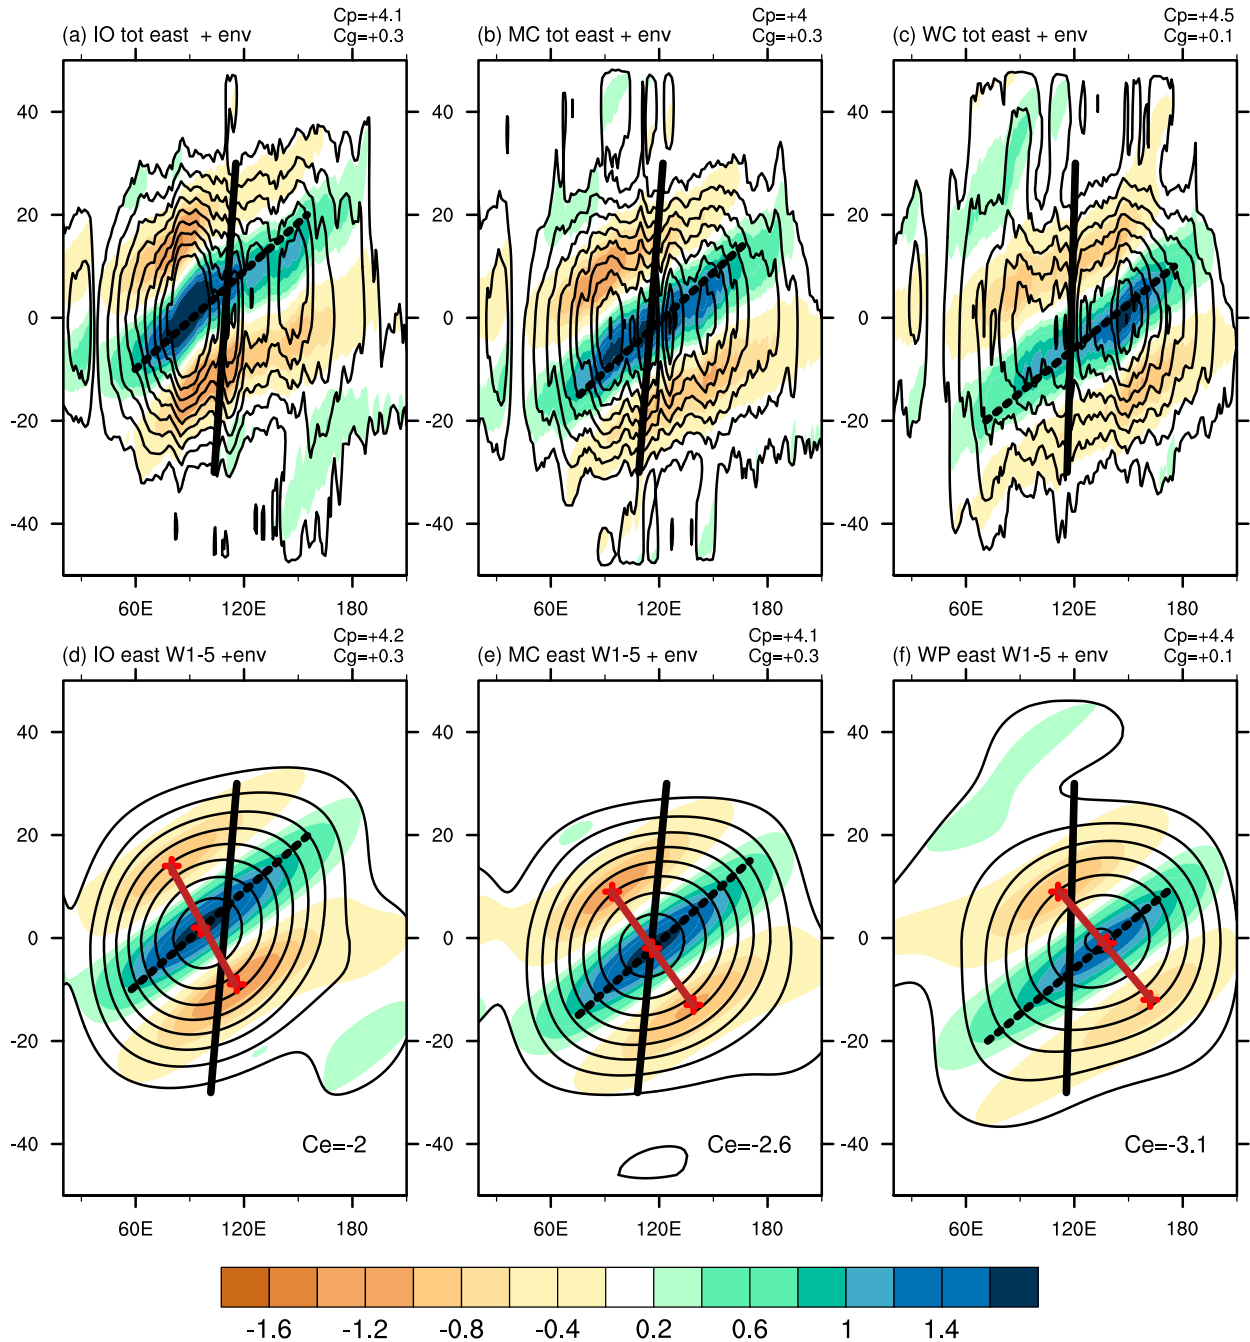 Cp=+4.1
(a) IO tot east + env Cg=+0.3
Cp=+4
(b) MC tot east + env Cg=+0.3
Cp=+4.5
(c) WC tot east + env Cg=+0.1
40
20
0
-20
-40
40
20
0
-20
-40
40
20
0
-20
-40
60E 120E 180
60E 120E 180
60E 120E 180
Cp=+4.2
(d) IO east W1-5 +env Cg=+0.3
Cp=+4.1
(e) MC east W1-5 + env Cg=+0.3
Cp=+4.4
(f) WP east W1-5 + env Cg=+0.1
40
20
0
-20
-40
Ce=-2
40
20
0
-20
-40
Ce=-2.6
40
20
0
-20
-40
Ce=-3.1
60E 120E 180
60E 120E 180
60E 120E 180
-1.6 -1.2 -0.8 -0.4 0.2 0.6 1 1.4